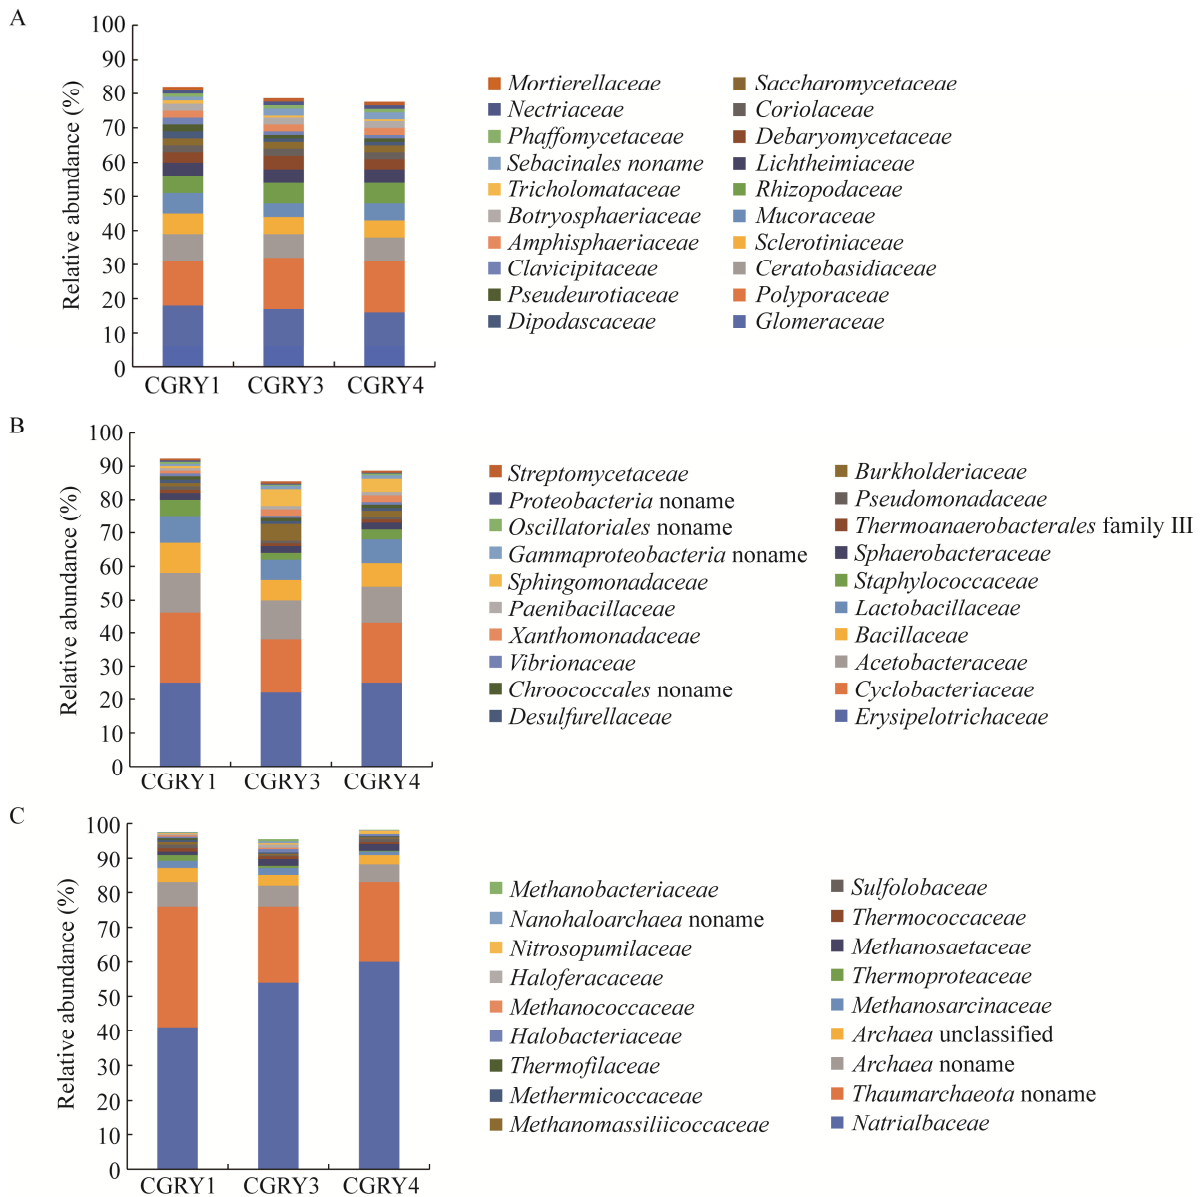 A
Relative abundance (%)
100
90
80
70
60
50
40
30
20
10
0
CGRY1 CGRY3 CGRY4
Mortierellaceae Saccharomycetaceae
Nectriaceae Coriolaceae
Phaffomycetaceae Debaryomycetaceae
Sebacinales noname Lichtheimiaceae
Tricholomataceae Rhizopodaceae
Botryosphaeriaceae Mucoraceae
Amphisphaeriaceae Sclerotiniaceae
Clavicipitaceae Ceratobasidiaceae
Pseudeurotiaceae Polyporaceae
Dipodascaceae Glomeraceae
B
Relative abundance (%)
100
90
80
70
60
50
40
30
20
10
0
CGRY1 CGRY3 CGRY4
Streptomycetaceae Burkholderiaceae
Proteobacteria noname Pseudomonadaceae
Oscillatoriales noname Thermoanaerobacterales family III
Gammaproteobacteria noname Sphaerobacteraceae
Sphingomonadaceae Staphylococcaceae
Paenibacillaceae Lactobacillaceae
Xanthomonadaceae Bacillaceae
Vibrionaceae Acetobacteraceae
Chroococcales noname Cyclobacteriaceae
Desulfurellaceae Erysipelotrichaceae
C
Relative abundance (%)
100
90
80
70
60
50
40
30
20
10
0
CGRY1 CGRY3 CGRY4
Methanobacteriaceae Sulfolobaceae
Nanohaloarchaea noname Thermococcaceae
Nitrosopumilaceae Methanosaetaceae
Haloferacaceae Thermoproteaceae
Methanococcaceae Methanosarcinaceae
Halobacteriaceae Archaea unclassified
Thermofilaceae Archaea noname
Methermicoccaceae Thaumarchaeota noname
Methanomassiliicoccaceae Natrialbaceae